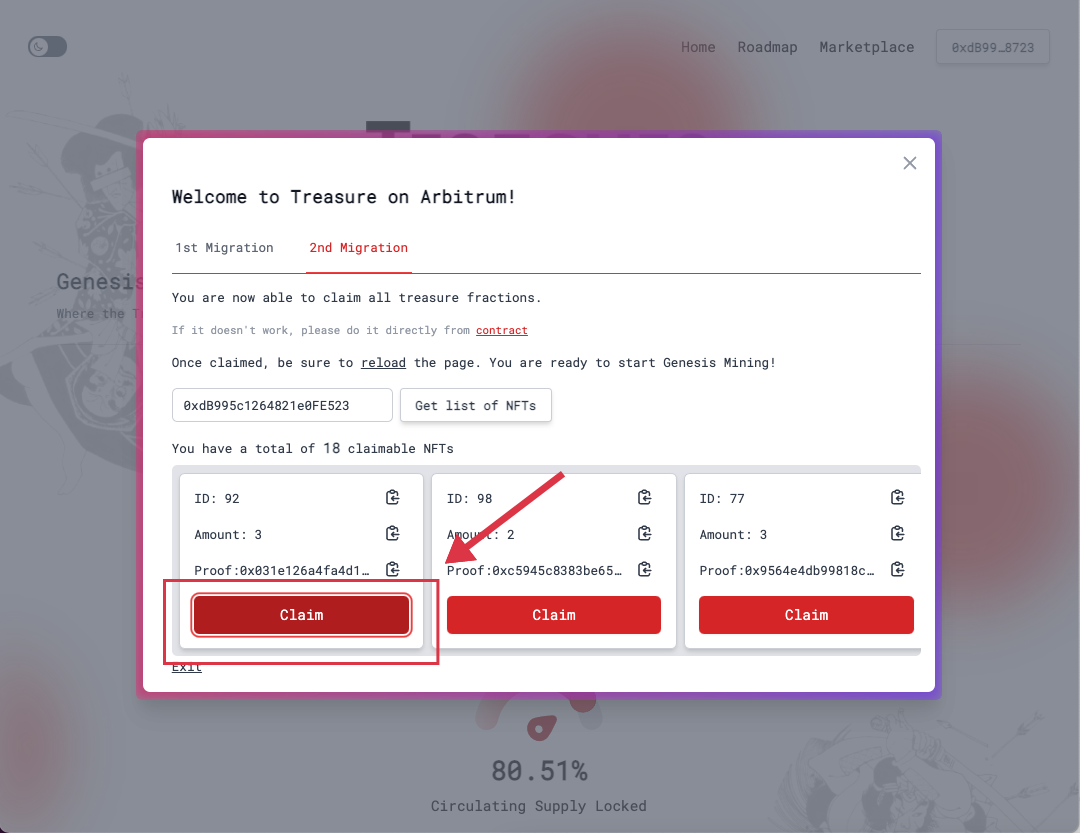 Home Roadmap Marketplace 0xdB99…8723
Welcome to Treasure on Arbitrum!
1st Migration 2nd Migration
You are now able to claim all treasure fractions.
If it doesn't work, please do it directly from contract
Once claimed, be sure to reload the page. You are ready to start Genesis Mining!
0xdB995c1264821e0FE523 Get list of NFTs
You have a total of 18 claimable NFTs
ID: 92
Amount: 3
Proof:0x031e126a4fa4d1…
Claim
ID: 98
Amount: 2
Proof:0xc5945c8383be65…
Claim
ID: 77
Amount: 3
Proof:0x9564e4db99818c…
Claim
Exit
Genesis
Where the
80.51%
Circulating Supply Locked